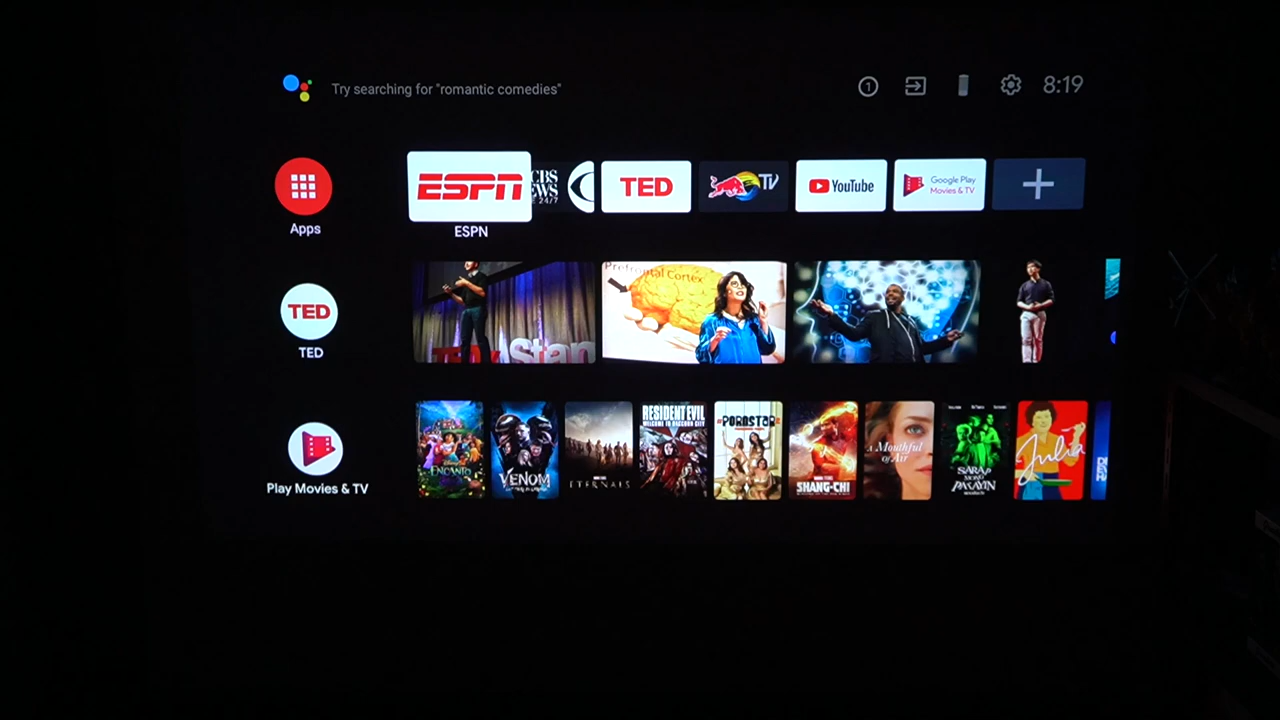 Try searching for "romantic comedies"
1
8:19
Apps
ESPN
CBS
NEWS
24/7
TED
TV
YouTube
Google Play
Movies & TV
ESPN
TED
TED
Prefrontal Cortex
Play Movies & TV
ENCANTO
VENOM
ETERNALS
RESIDENT EVIL
WELCOME TO RACCOON CITY
#PORNSTAR
SHANG-CHI
A Mouthful
of Air
SARAP
MONG
PATAYIN
Julia